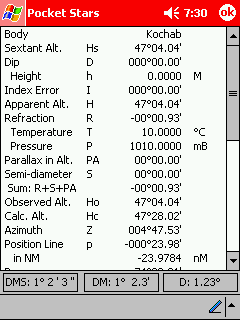 Pocket Stars 7:30 ok
Body Kochab
Sextant Alt. Hs 47°04.04'
Dip D 000°00.00'
Height h 0.0000 M
Index Error I 000°00.00'
Apparent Alt. H 47°04.04'
Refraction R -00°00.93'
Temperature T 10.0000 °C
Pressure P 1010.0000 mB
Parallax in Alt. PA 00°00.00'
Semi-diameter S 00°00.00'
Sum: R+S+PA -00°00.93'
Observed Alt. Ho 47°04.04'
Calc. Alt. Hc 47°28.02'
Azimuth Z 004°47.53'
Position Line p -000°23.98'
in NM -23.9784 nM
DMS: 1° 2' 3 " DM: 1° 2.3' D: 1.23°